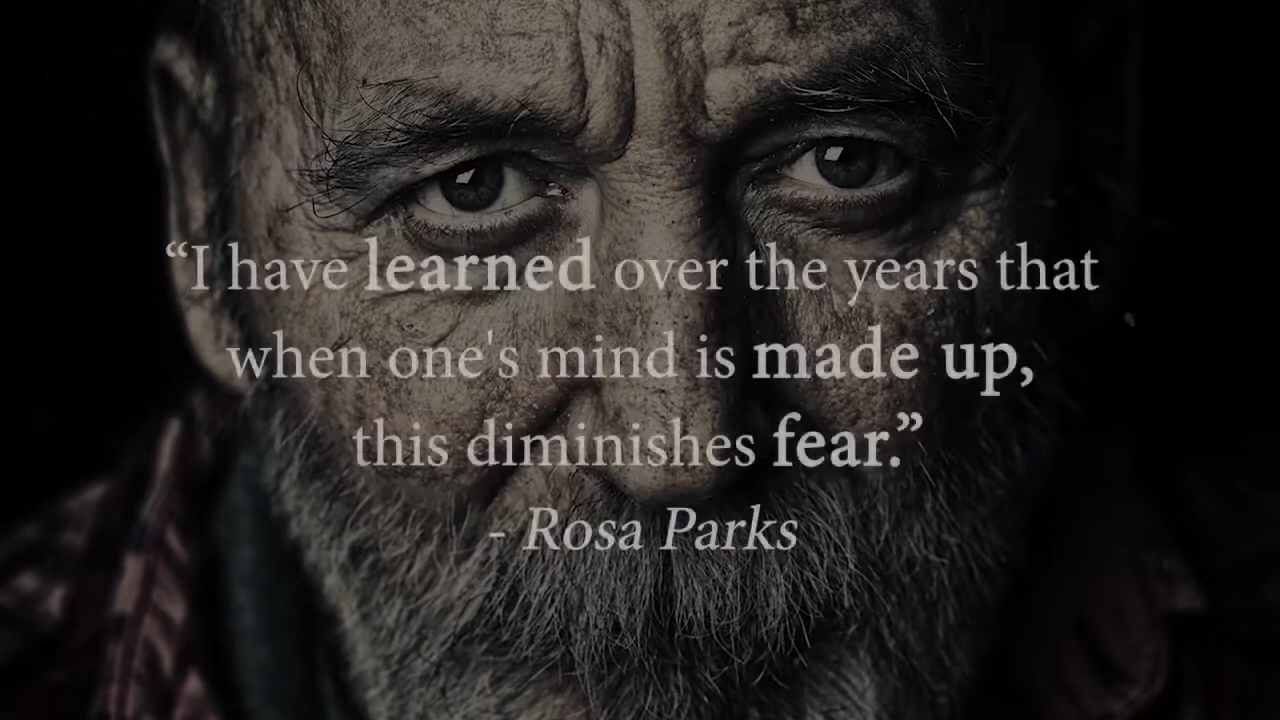 “I have learned over the years that
when one's mind is made up,
this diminishes fear.”
- Rosa Parks